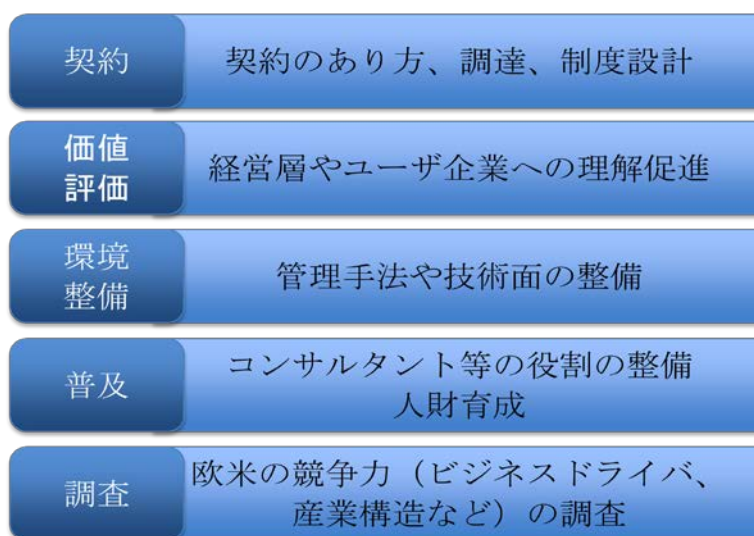 契約
契約のあり方、調達、制度設計
価値
評価
経営層やユーザ企業への理解促進
環境
整備
管理手法や技術面の整備
普及
コンサルタント等の役割の整備
人財育成
調査
欧米の競争力（ビジネスドライバ、
産業構造など）の調査